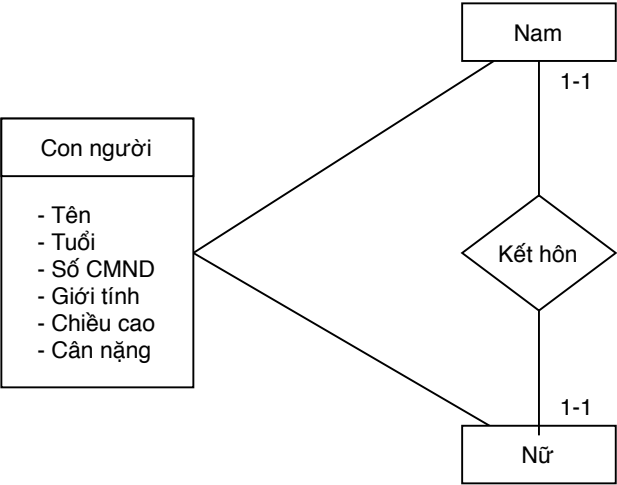 Nam
1-1
Con người
- Tên
- Tuổi
- Số CMND
- Giới tính
- Chiều cao
- Cân nặng
Kết hôn
1-1
Nữ